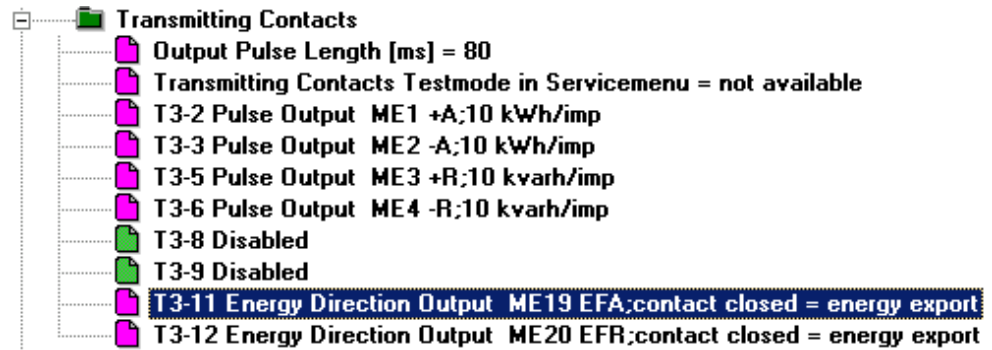 Transmitting Contacts
Output Pulse Length [ms] = 80
Transmitting Contacts Testmode in Servicemenu = not available
T3-2 Pulse Output  ME1 +A;10 kWh/imp
T3-3 Pulse Output  ME2 -A;10 kWh/imp
T3-5 Pulse Output  ME3 +R;10 kvarh/imp
T3-6 Pulse Output  ME4 -R;10 kvarh/imp
T3-8 Disabled
T3-9 Disabled
T3-11 Energy Direction Output  ME19 EFA;contact closed = energy export
T3-12 Energy Direction Output  ME20 EFR;contact closed = energy export